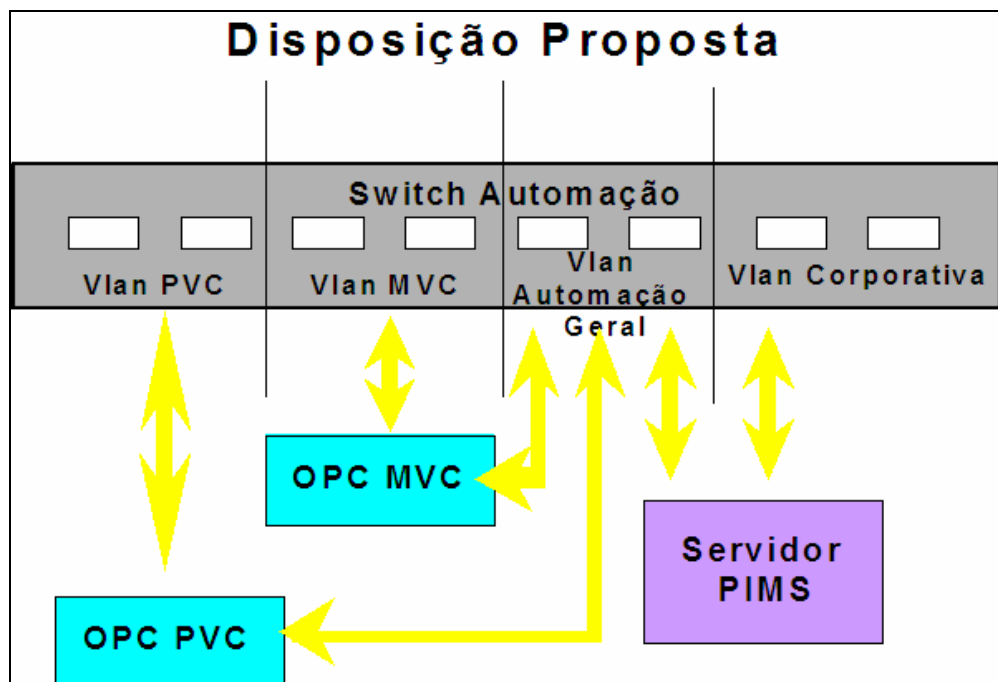 Disposição Proposta
Switch Automação
Vlan PVC
Vlan MVC
Vlan
Automação
Geral
Vlan Corporativa
OPC MVC
Servidor
PIMS
OPC PVC